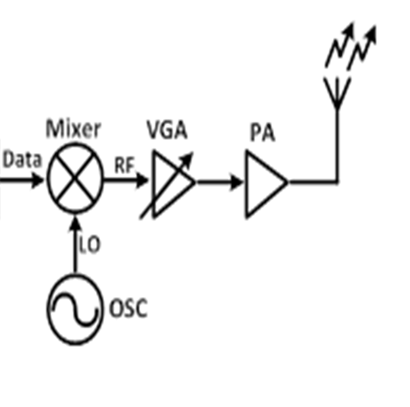 Mixer
VGA
PA
Data
RF
LO
OSC